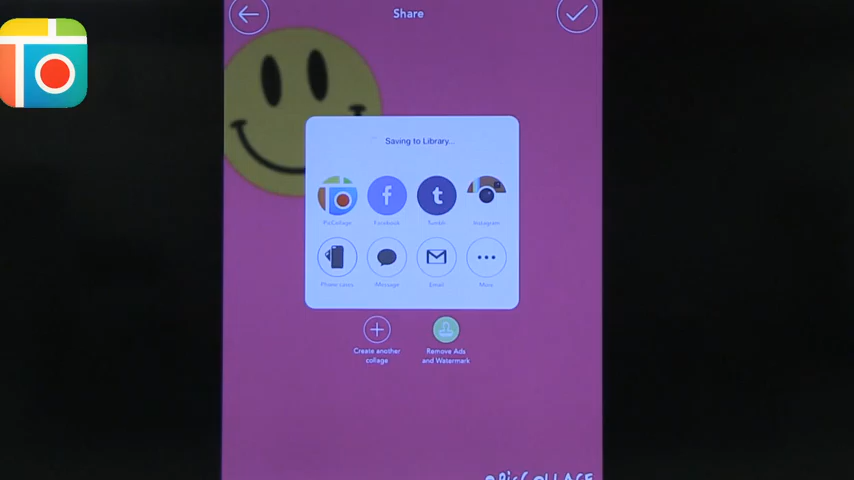 Share
Saving to Library...
PicCollage
Facebook
Tumblr
Instagram
Phone cases
iMessage
Email
More
Create another
collage
Remove Ads
and Watermark
PicCOLLAGE